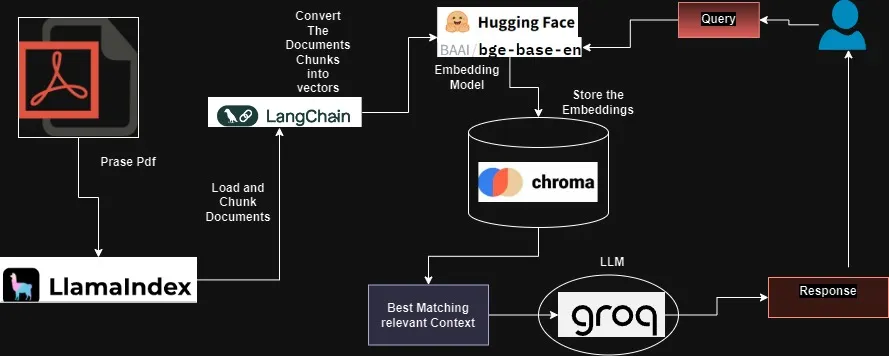 Convert
The
Documents
Chunks
into
vectors
Hugging Face
BAAI/bge-base-en
Query
LangChain
Embedding
Model
Store the
Embeddings
Prase Pdf
chroma
Load and
Chunk
Documents
LlamaIndex
LLM
Best Matching
relevant Context
groq
Response